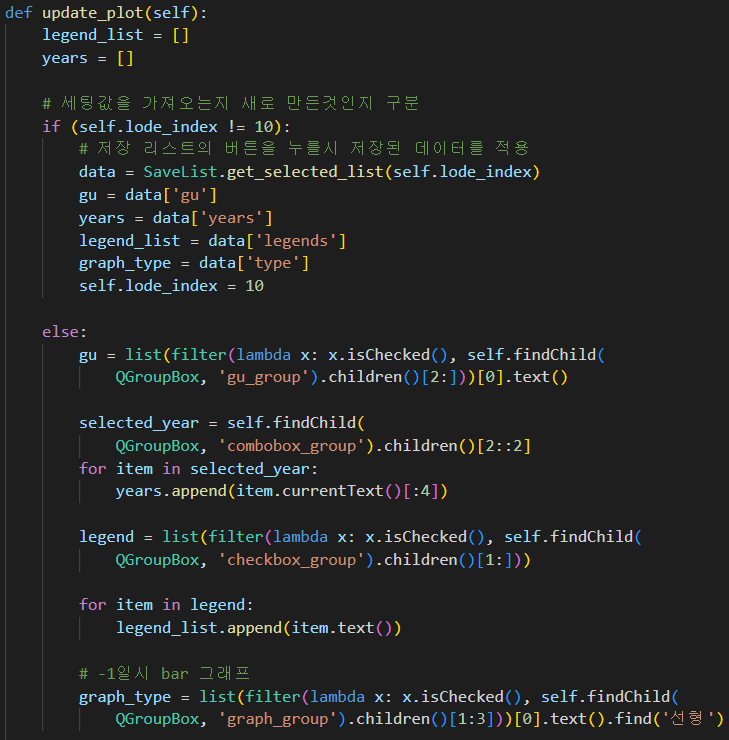 def update_plot(self):
    legend_list = []
    years = []

    # 세팅값을 가져오는지 새로 만든것인지 구분
    if (self.lode_index != 10):
        # 저장 리스트의 버튼을 누를시 저장된 데이터를 적용
        data = SaveList.get_selected_list(self.lode_index)
        gu = data['gu']
        years = data['years']
        legend_list = data['legends']
        graph_type = data['type']
        self.lode_index = 10

    else:
        gu = list(filter(lambda x: x.isChecked(), self.findChild(
            QGroupBox, 'gu_group').children()[2:]))[0].text()

        selected_year = self.findChild(
            QGroupBox, 'combobox_group').children()[2::2]
        for item in selected_year:
            years.append(item.currentText()[:4])

        legend = list(filter(lambda x: x.isChecked(), self.findChild(
            QGroupBox, 'checkbox_group').children()[1:]))

        for item in legend:
            legend_list.append(item.text())

        # -1일시 bar 그래프
        graph_type = list(filter(lambda x: x.isChecked(), self.findChild(
            QGroupBox, 'graph_group').children()[1:3]))[0].text().find('선형')